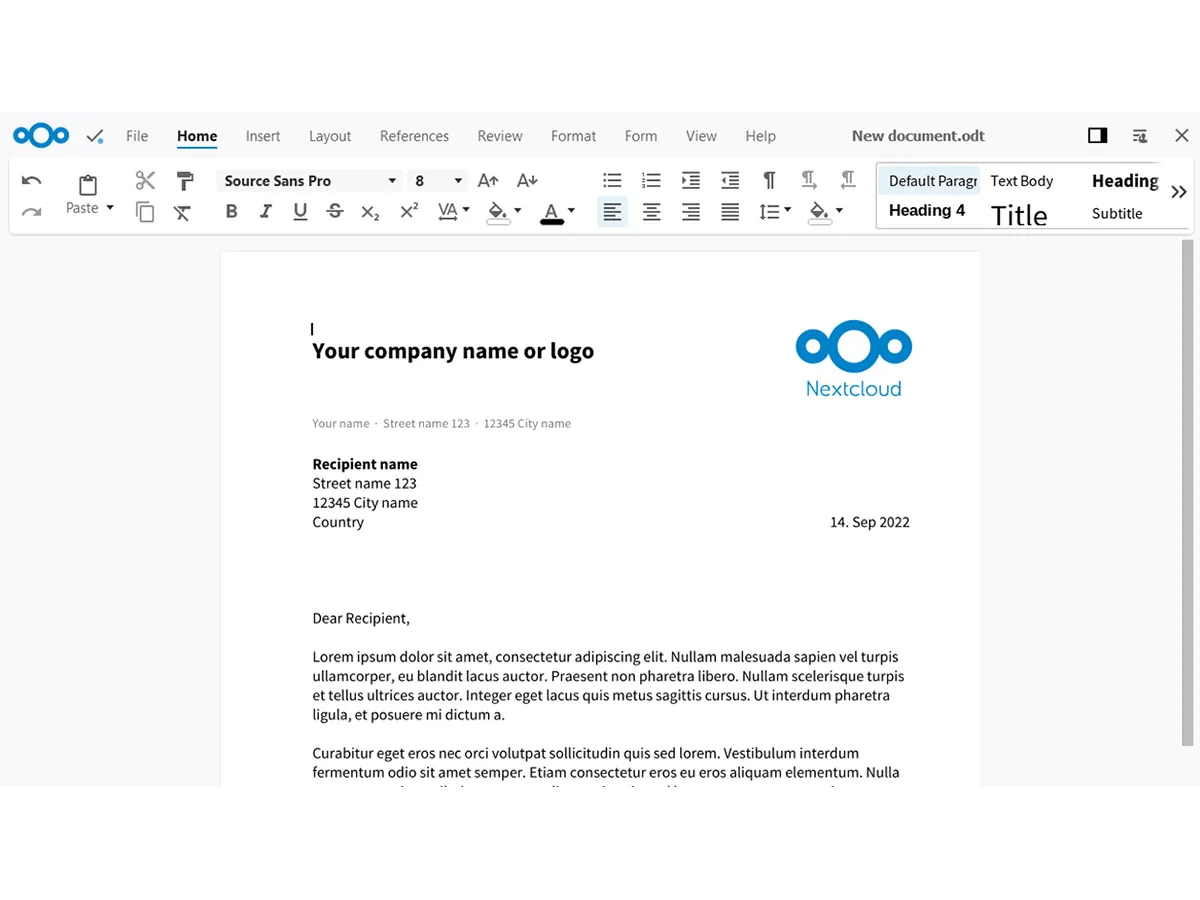 File Home Insert Layout References Review Format Form View Help New document.odt
Source Sans Pro 8 Default Paragr Text Body Heading
Paste Heading 4 Title Subtitle
Your company name or logo
Nextcloud
Your name · Street name 123 · 12345 City name
Recipient name
Street name 123
12345 City name
Country 14. Sep 2022
Dear Recipient,
Lorem ipsum dolor sit amet, consectetur adipiscing elit. Nullam malesuada sapien vel turpis
ullamcorper, eu blandit lacus auctor. Praesent non pharetra libero. Nullam scelerisque turpis
et tellus ultrices auctor. Integer eget lacus quis metus sagittis cursus. Ut interdum pharetra
ligula, et posuere mi dictum a.
Curabitur eget eros nec orci volutpat sollicitudin quis sed lorem. Vestibulum interdum
fermentum odio sit amet semper. Etiam consectetur eros eu eros aliquam elementum. Nulla